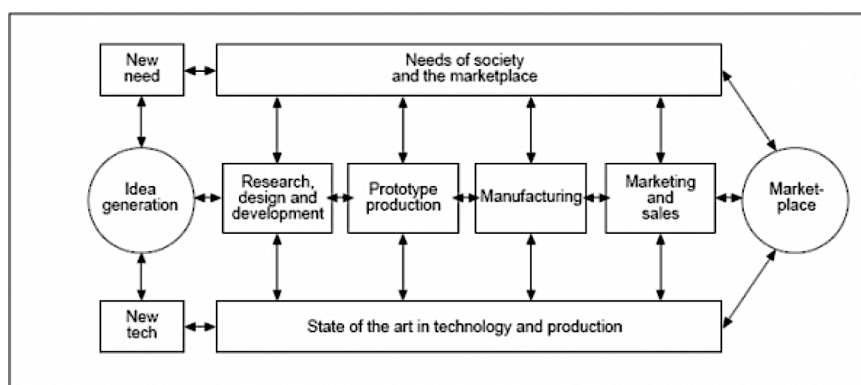 New
need
Needs of society
and the marketplace
Idea
generation
Research,
design and
development
Prototype
production
Manufacturing
Marketing
and
sales
Market-
place
New
tech
State of the art in technology and production